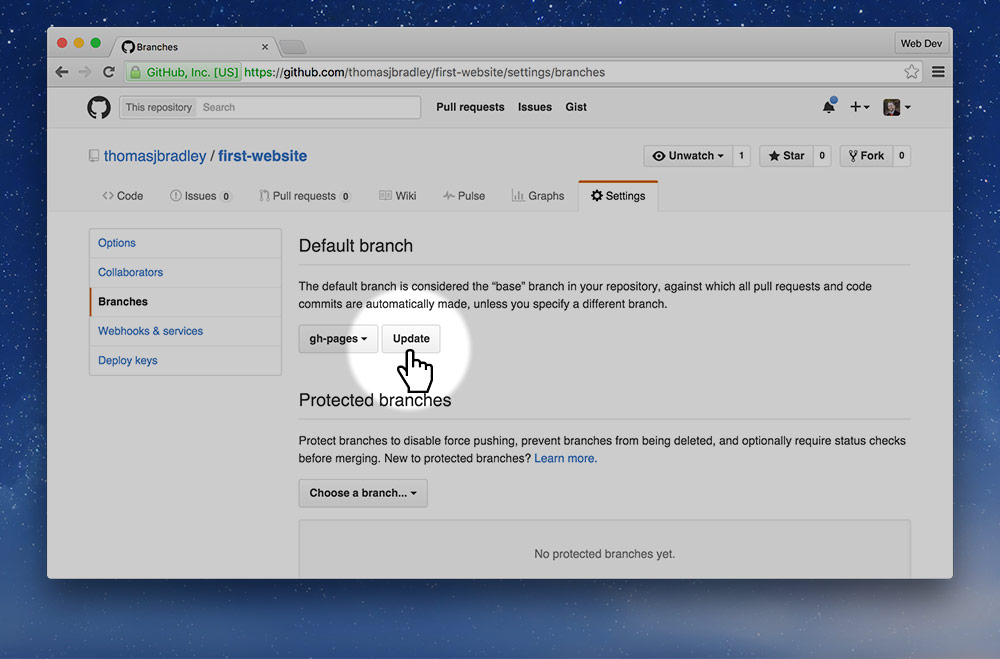 Branches
Web Dev
GitHub, Inc. [US] https://github.com/thomasjbradley/first-website/settings/branches
This repository Search Pull requests Issues Gist
thomasjbradley / first-website
Unwatch 1 Star 0 Fork 0
Code Issues 0 Pull requests 0 Wiki Pulse Graphs Settings
Options
Collaborators
Branches
Webhooks & services
Deploy keys
Default branch
The default branch is considered the “base” branch in your repository, against which all pull requests and code
commits are automatically made, unless you specify a different branch.
gh-pages Update
Protected branches
Protect branches to disable force pushing, prevent branches from being deleted, and optionally require status checks
before merging. New to protected branches? Learn more.
Choose a branch...
No protected branches yet.